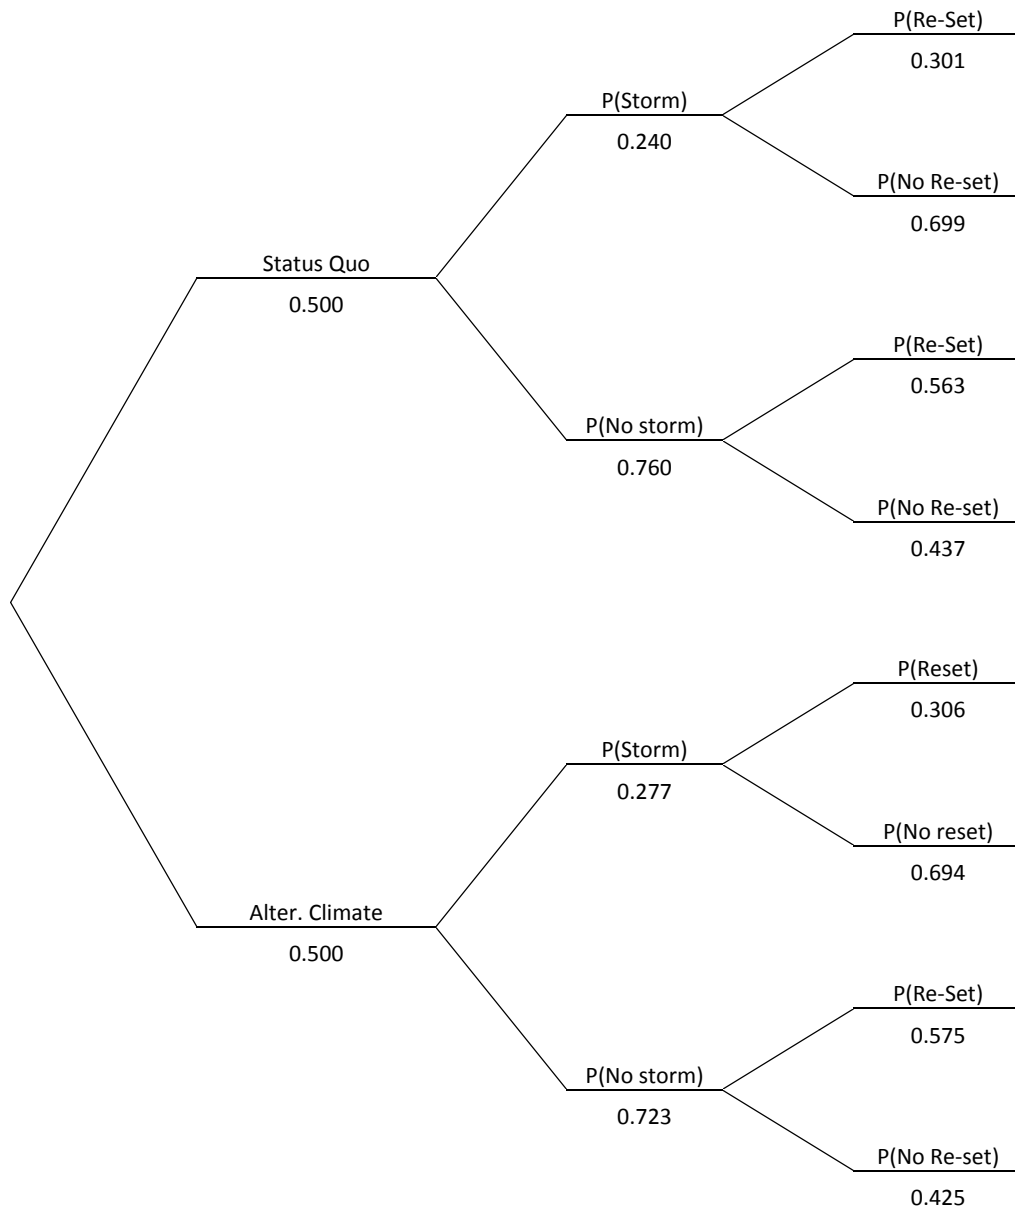 P(Re-Set)
0.301
P(Storm)
0.240
P(No Re-set)
0.699
Status Quo
0.500
P(Re-Set)
0.563
P(No storm)
0.760
P(No Re-set)
0.437
P(Reset)
0.306
P(Storm)
0.277
P(No reset)
0.694
Alter. Climate
0.500
P(Re-Set)
0.575
P(No storm)
0.723
P(No Re-set)
0.425